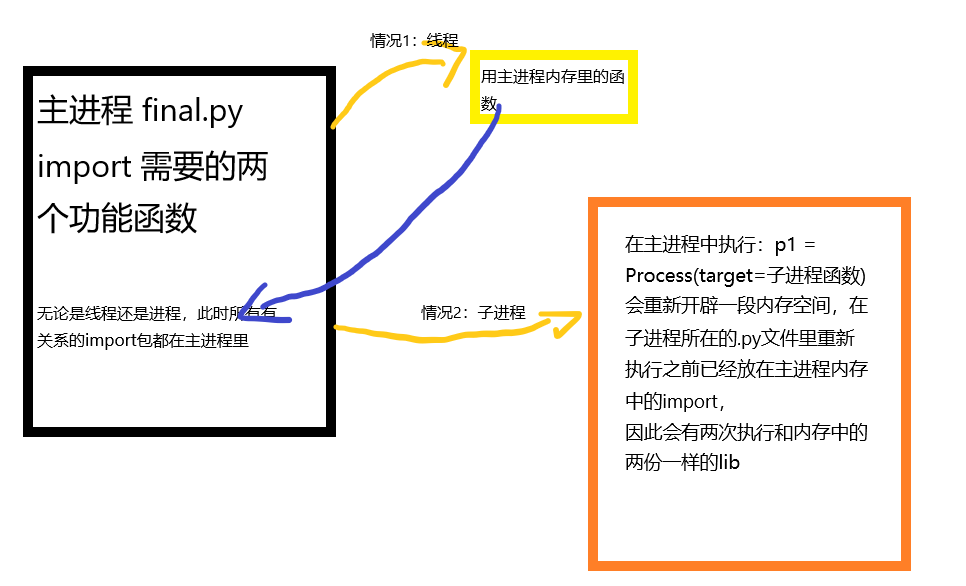 情况1：线程
用主进程内存里的函
数
主进程 final.py
import 需要的两
个功能函数
无论是线程还是进程，此时所有有
关系的import包都在主进程里
情况2：子进程
在主进程中执行：p1 =
Process(target=子进程函数)
会重新开辟一段内存空间，在
子进程所在的.py文件里重新
执行之前已经放在主进程内存
中的import，
因此会有两次执行和内存中的
两份一样的lib